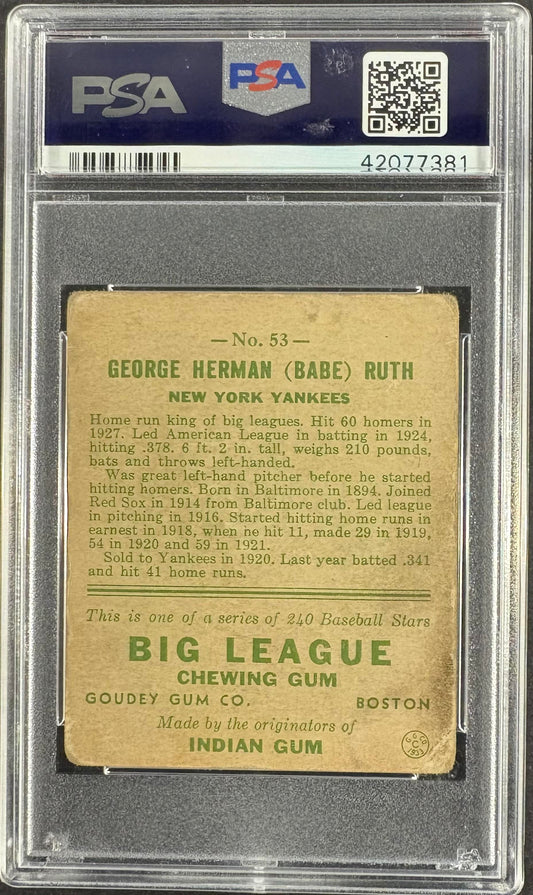 PSA
PSA
42077381
— No. 53 —
GEORGE HERMAN (BABE) RUTH
NEW YORK YANKEES
Home run king of big leagues. Hit 60 homers in
1927. Led American League in batting in 1924,
hitting .378. 6 ft. 2 in. tall, weighs 210 pounds,
bats and throws left-handed.
Was great left-hand pitcher before he started
hitting homers. Born in Baltimore in 1894. Joined
Red Sox in 1914 from Baltimore club. Led league
in pitching in 1916. Started hitting home runs in
earnest in 1918, when he hit 11, made 29 in 1919,
54 in 1920 and 59 in 1921.
Sold to Yankees in 1920. Last year batted .341
and hit 41 home runs.
This is one of a series of 240 Baseball Stars
BIG LEAGUE
CHEWING GUM
GOUDEY GUM CO. BOSTON
Made by the originators of
INDIAN GUM
G G CO
C
1933